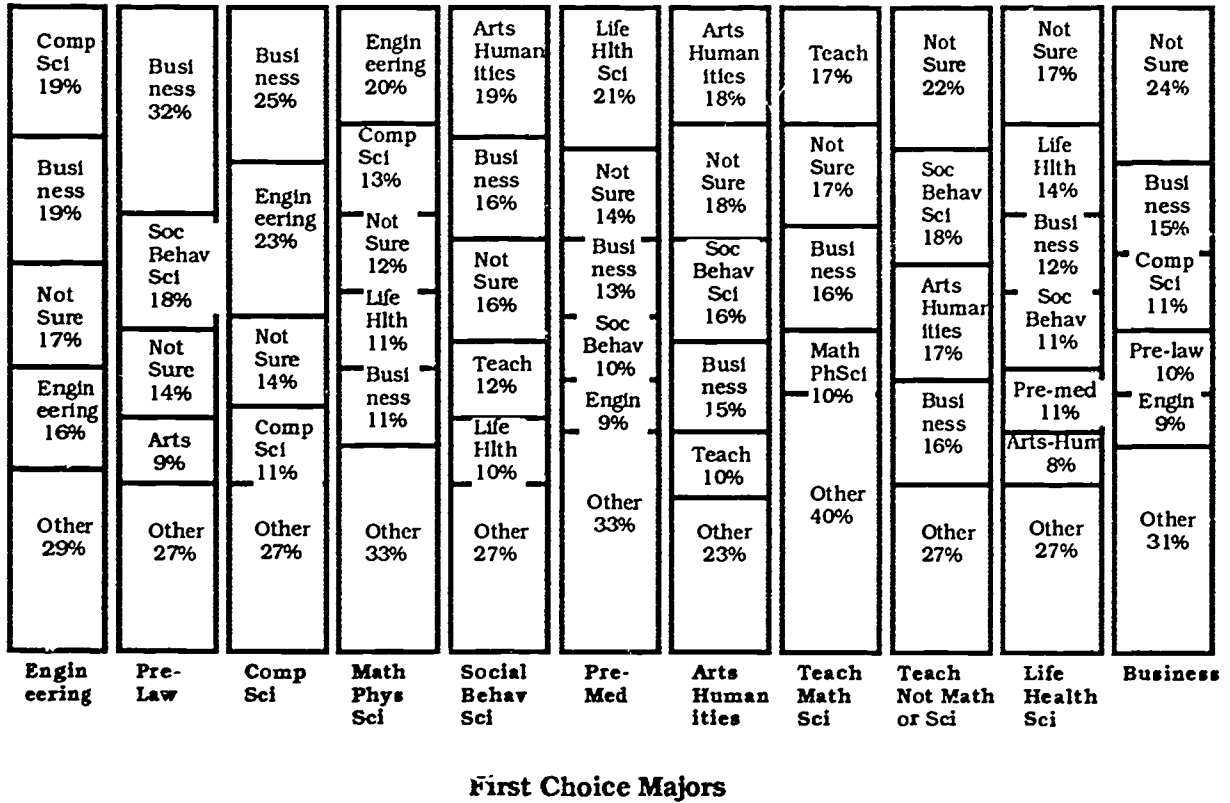 Comp
Sci
19%
Busi
ness
19%
Not
Sure
17%
Engin
eering
16%
Other
29%
Engin
eering
Busi
ness
32%
Soc
Behav
Sci
18%
Not
Sure
14%
Arts
9%
Other
27%
Pre-
Law
Busi
ness
25%
Engin
eering
23%
Not
Sure
14%
Comp
Sci
11%
Other
27%
Comp
Sci
Engin
eering
20%
Comp
Sci
13%
Not
Sure
12%
Life
Hlth
11%
Busi
ness
11%
Other
33%
Math
Phys
Sci
Arts
Human
ities
19%
Busi
ness
16%
Not
Sure
16%
Teach
12%
Life
Hlth
10%
Other
27%
Social
Behav
Sci
Life
Hlth
Sci
21%
Not
Sure
14%
Busi
ness
13%
Soc
Behav
10%
Engin
9%
Other
33%
Pre-
Med
Arts
Human
ities
18%
Not
Sure
18%
Soc
Behav
Sci
16%
Busi
ness
15%
Teach
10%
Other
23%
Arts
Human
ities
Teach
17%
Not
Sure
17%
Busi
ness
16%
Math
PhSci
10%
Other
40%
Teach
Math
Sci
Not
Sure
22%
Soc
Behav
Sci
18%
Arts
Human
ities
17%
Busi
ness
16%
Other
27%
Teach
Not Math
or Sci
Not
Sure
17%
Life
Hlth
14%
Busi
ness
12%
Soc
Behav
11%
Pre-med
11%
Arts-Hum
8%
Other
27%
Life
Health
Sci
Not
Sure
24%
Busi
ness
15%
Comp
Sci
11%
Pre-law
10%
Engin
9%
Other
31%
Business
First Choice Majors